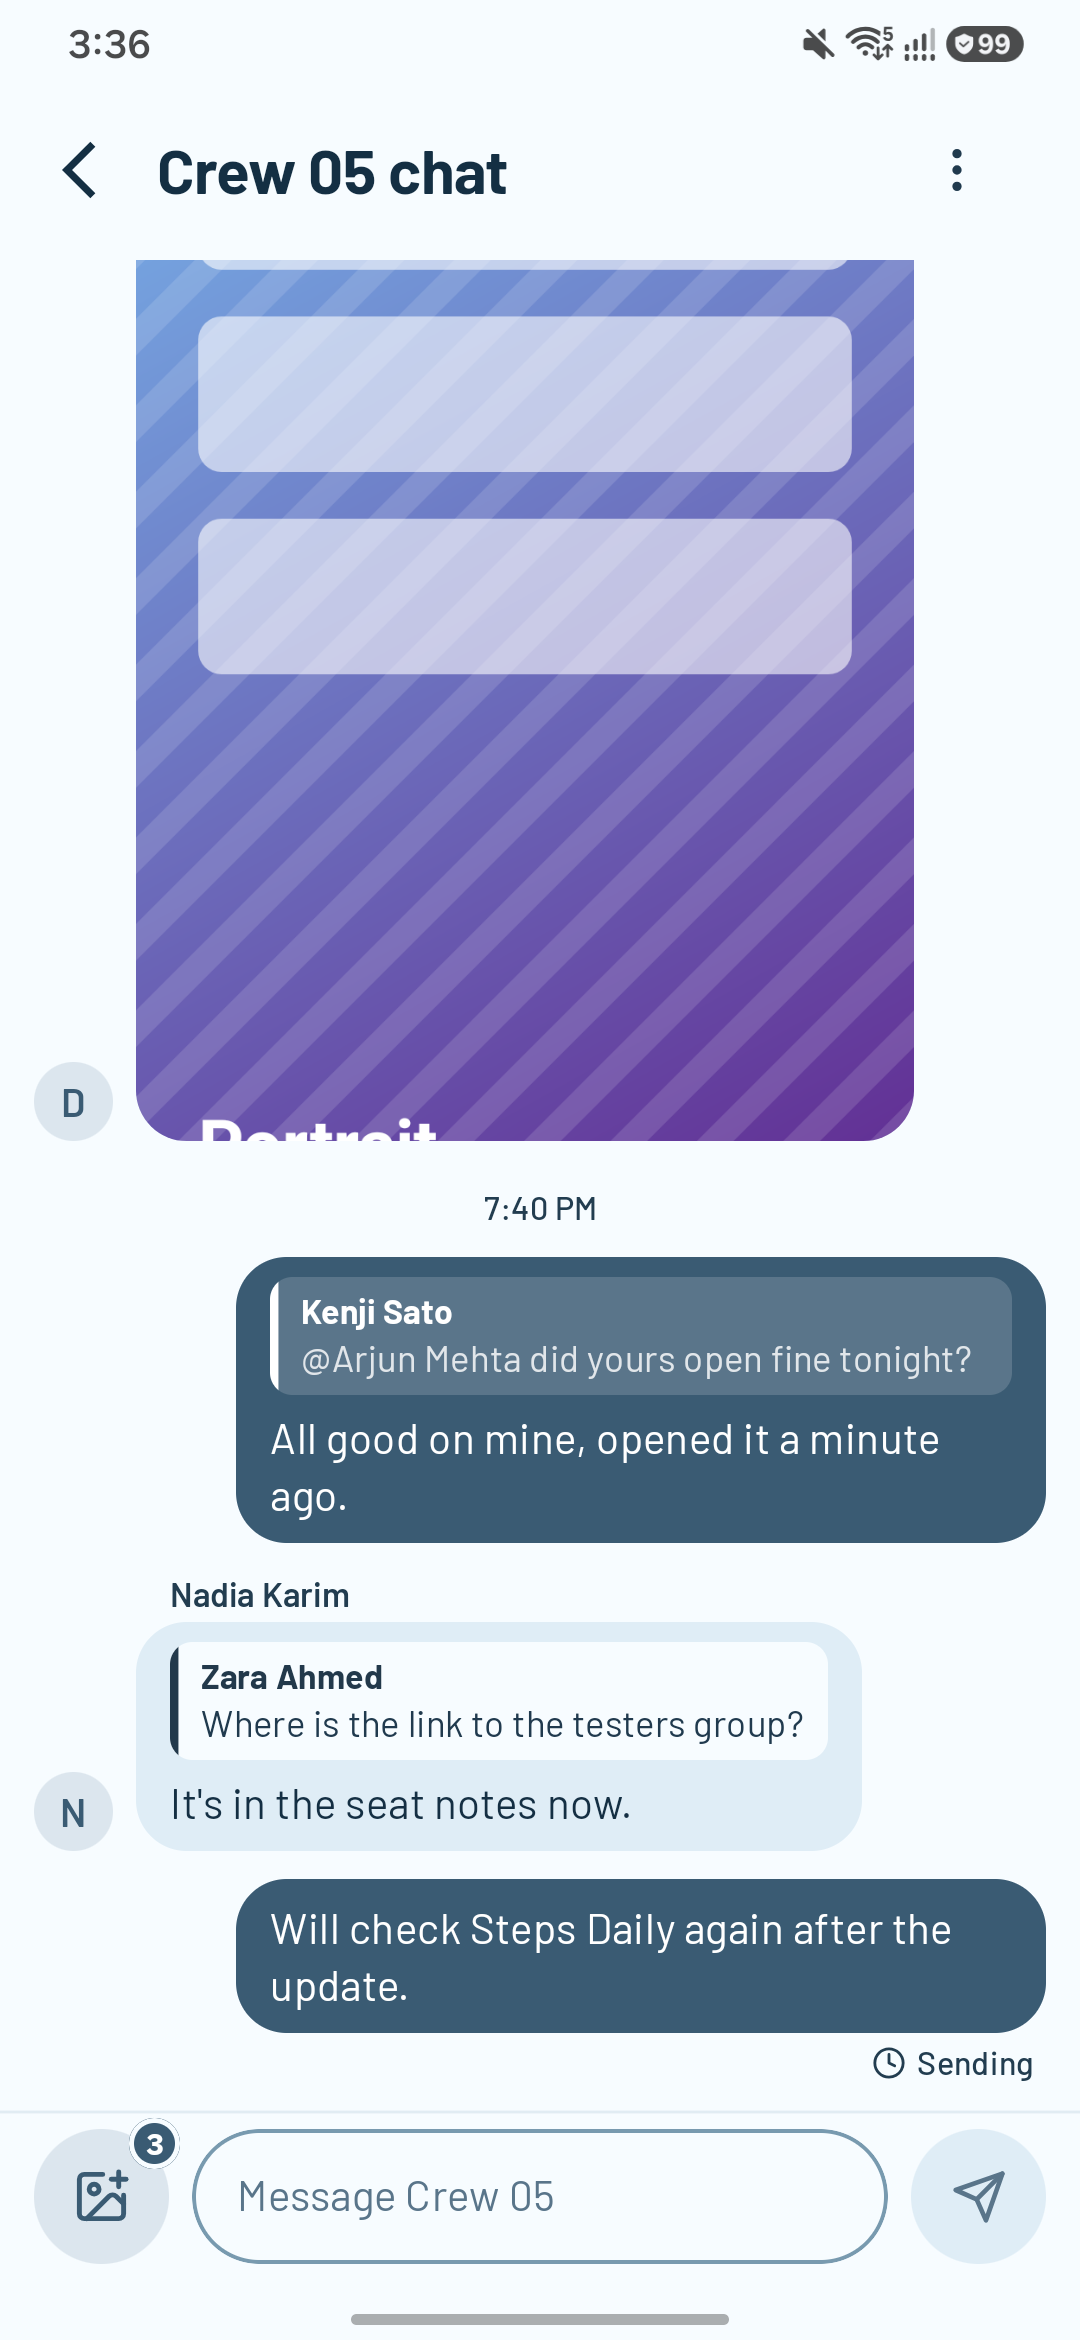 3:36
5
99
Crew 05 chat
Portrait
D
7:40 PM
Kenji Sato
@Arjun Mehta did yours open fine tonight?
All good on mine, opened it a minute
ago.
Nadia Karim
Zara Ahmed
Where is the link to the testers group?
It's in the seat notes now.
N
Will check Steps Daily again after the
update.
Sending
3
Message Crew 05